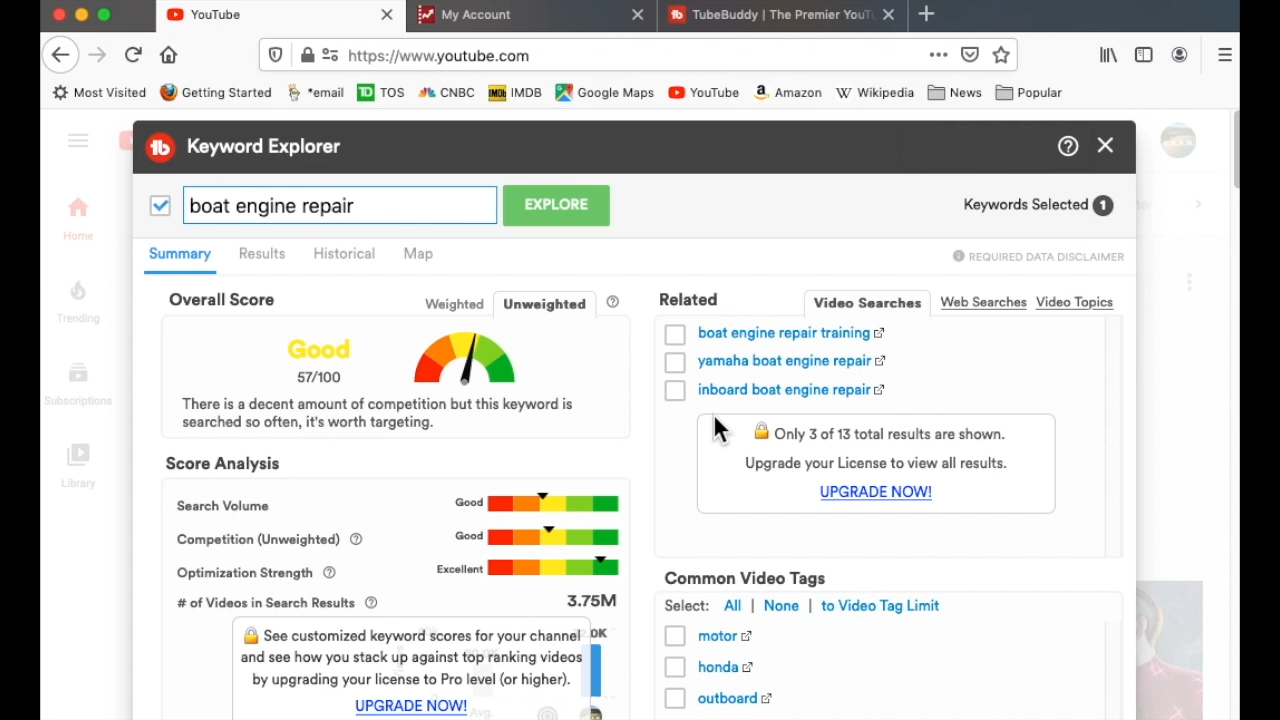 YouTube
My Account
TubeBuddy | The Premier YouTu
https://www.youtube.com
Most Visited
Getting Started
*email
TOS
CNBC
IMDB
Google Maps
YouTube
Amazon
Wikipedia
News
Popular
Keyword Explorer
boat engine repair
EXPLORE
Keywords Selected 1
Home
Trending
Subscriptions
Library
Summary
Results
Historical
Map
REQUIRED DATA DISCLAIMER
Overall Score
Weighted
Unweighted
Good
57/100
There is a decent amount of competition but this keyword is
searched so often, it's worth targeting.
Score Analysis
Search Volume
Good
Competition (Unweighted)
Good
Optimization Strength
Excellent
# of Videos in Search Results
3.75M
See customized keyword scores for your channel
and see how you stack up against top ranking videos
by upgrading your license to Pro level (or higher).
UPGRADE NOW!
Avg.
Related
Video Searches
Web Searches
Video Topics
boat engine repair training
yamaha boat engine repair
inboard boat engine repair
Only 3 of 13 total results are shown.
Upgrade your License to view all results.
UPGRADE NOW!
Common Video Tags
Select: All | None | to Video Tag Limit
motor
honda
outboard